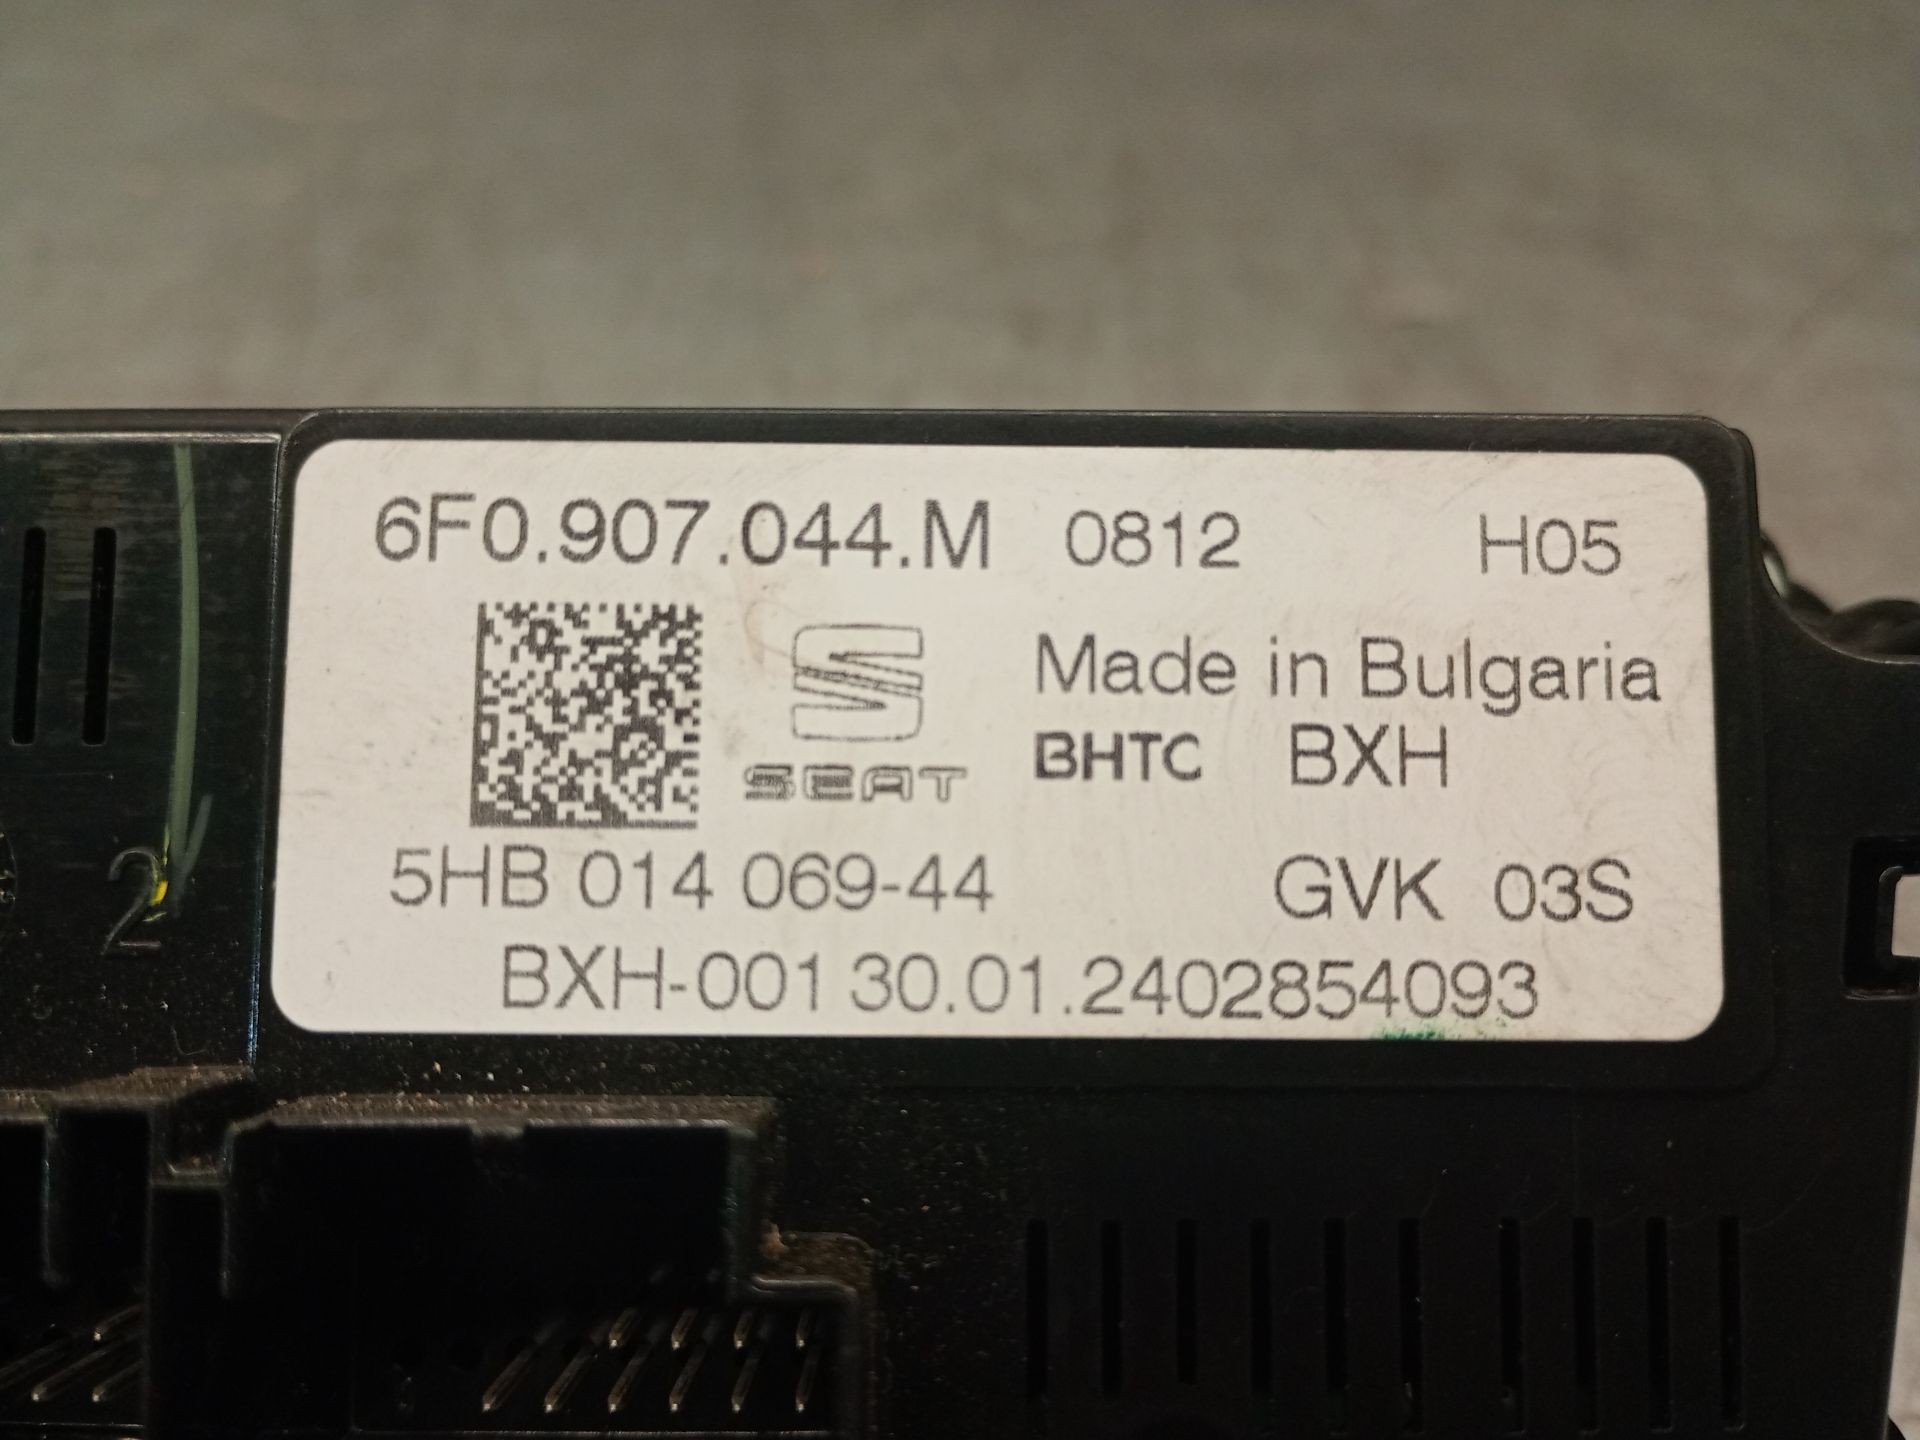 6F0.907.044.M 0812 H05
SEAT
Made in Bulgaria
BHTC BXH
5HB 014 069-44 GVK 03S
BXH-001 30.01.2402854093
2